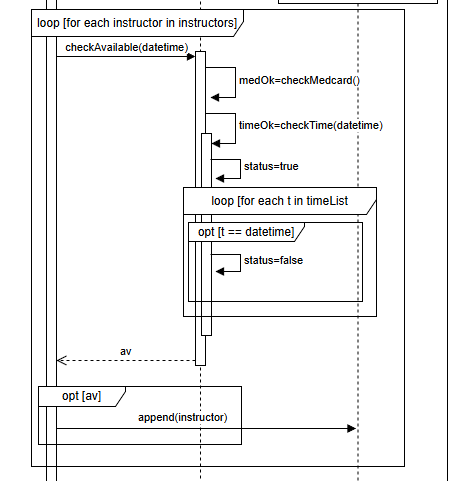 loop [for each instructor in instructors]
checkAvailable(datetime)
medOk=checkMedcard()
timeOk=checkTime(datetime)
status=true
loop [for each t in timeList
opt [t == datetime]
status=false
av
opt [av]
append(instructor)